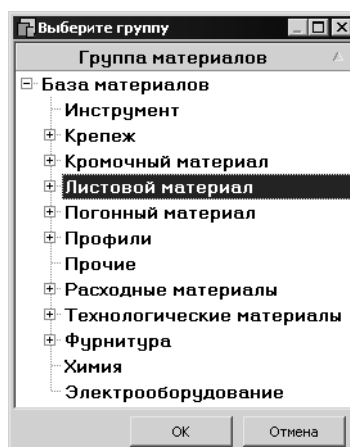 Выберите группу
Группа материалов
База материалов
Инструмент
Крепеж
Кромочный материал
Листовой материал
Погонный материал
Профили
Прочие
Расходные материалы
Технологические материалы
Фурнитура
Химия
Электрооборудование
OK
Отмена